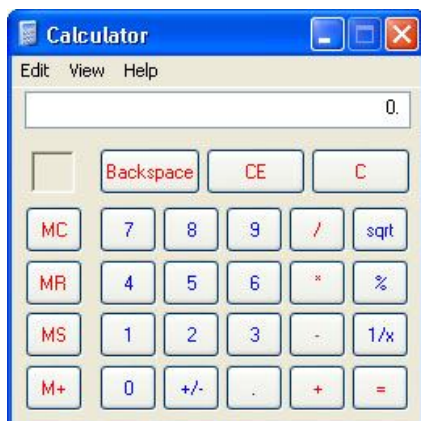 Calculator
Edit View Help
0.
Backspace CE C
MC 7 8 9 / sqrt
MR 4 5 6 * %
MS 1 2 3 - 1/x
M+ 0 +/- . + =